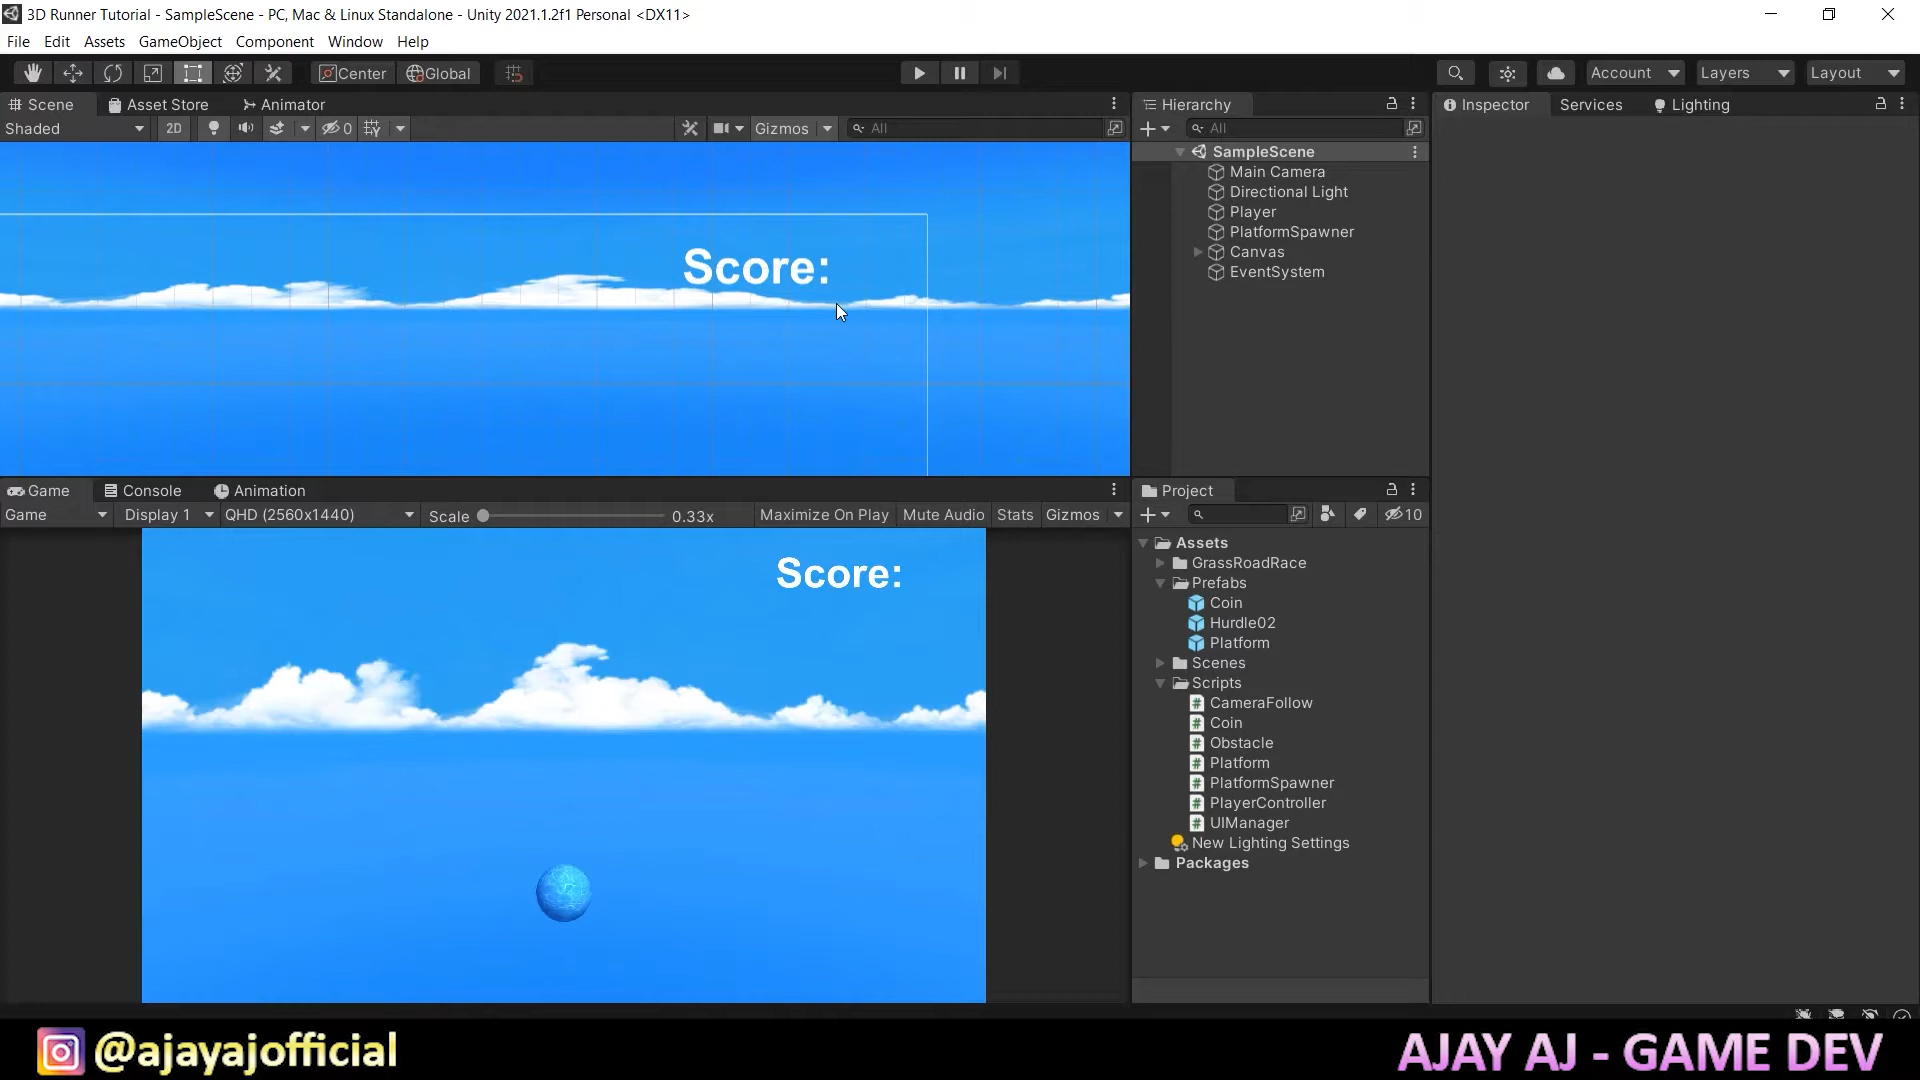 3D Runner Tutorial - SampleScene - PC, Mac & Linux Standalone - Unity 2021.1.2f1 Personal <DX11>
File Edit Assets GameObject Component Window Help
Center Global Account Layers Layout
Scene Asset Store Animator
Shaded 2D 0 Gizmos All
Score:
Hierarchy
All
SampleScene
Main Camera
Directional Light
Player
PlatformSpawner
Canvas
EventSystem
Inspector Services Lighting
Game Console Animation
Game Display 1 QHD (2560x1440) Scale 0.33x Maximize On Play Mute Audio Stats Gizmos
Score:
Project
10
Assets
GrassRoadRace
Prefabs
Coin
Hurdle02
Platform
Scenes
Scripts
CameraFollow
Coin
Obstacle
Platform
PlatformSpawner
PlayerController
UIManager
New Lighting Settings
Packages
@ajayajofficial
AJAY AJ - GAME DEV